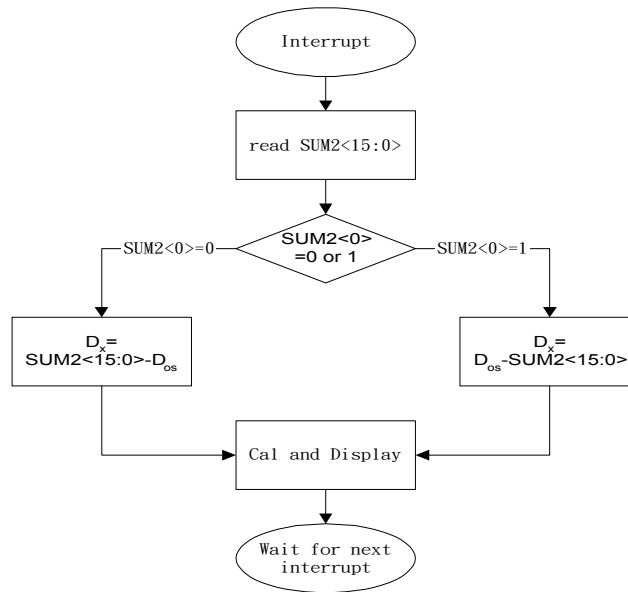 Interrupt
read SUM2<15:0>
SUM2<0>
=0 or 1
SUM2<0>=0
SUM2<0>=1
Dx=
SUM2<15:0>-Dos
Dx=
Dos-SUM2<15:0>
Cal and Display
Wait for next
interrupt